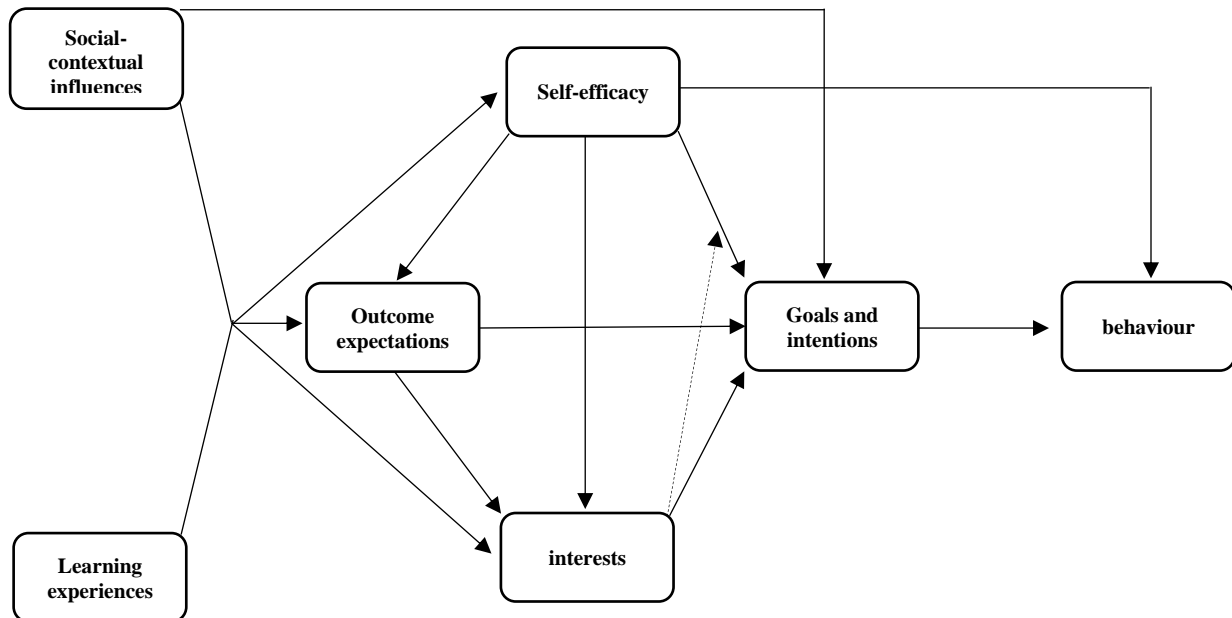 Social-
contextual
influences
Self-efficacy
Outcome
expectations
Goals and
intentions
behaviour
interests
Learning
experiences